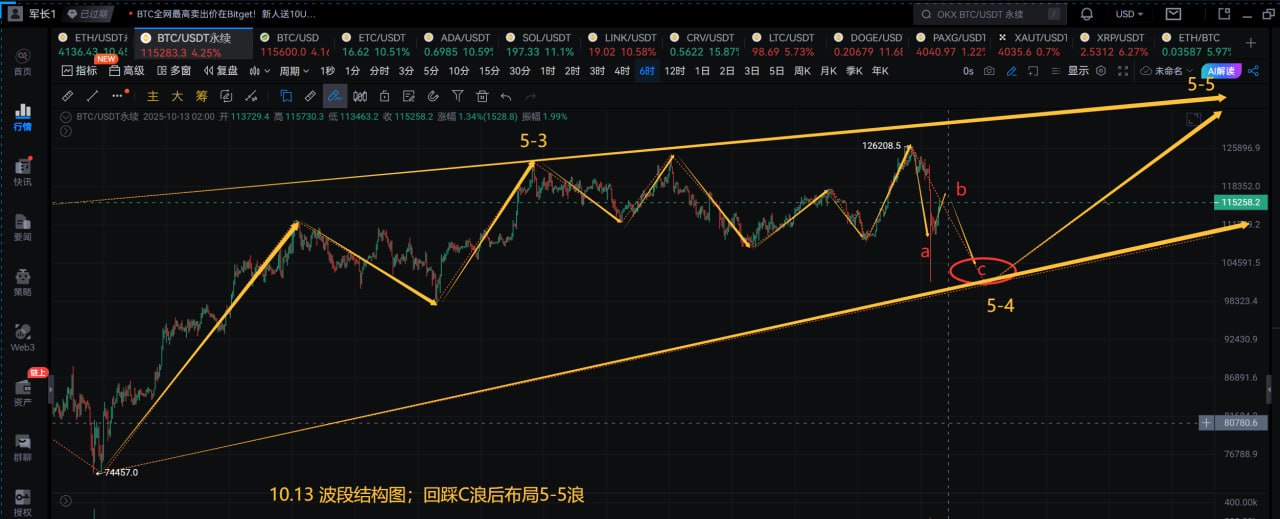 军长1 已过期 • BTC全网最高卖出价在Bitget！新人送10U... OKX BTC/USDT 永续 / USD
ETH/USDT
4136.43 10.45
BTC/USDT永续
115283.3 4.25%
BTC/USD
115600.0 4.16
ETC/USDT
16.62 10.51%
ADA/USDT
0.6985 10.59%
SOL/USDT
197.33 11.1%
LINK/USDT
19.02 10.58%
CRV/USDT
0.5622 15.87%
LTC/USDT
98.69 5.73%
DOGE/USD
0.20679 11.68
PAXG/USD
4040.97 1.22%
XAUT/USD1
4035.6 0.7%
XRP/USDT
2.5312 6.27%
ETH/BTC
0.03587 5.97%
NEW
指标 高级 多窗 复盘 周期 1秒 1分 分时 3分 5分 10分 15分 30分 1时 2时 3时 4时 6时 12时 1日 2日 3日 5日 周K 月K 季K 年K 0s 显示 未命名 AI解读
主 大 筹
BTC/USDT永续 2025-10-13 02:00 开 113729.4 高 115730.3 低 113463.2 收 115258.2 涨幅 1.34%(1528.8) 振幅 1.99%
首页
行情
快讯
要闻
策略
Web3
链上
资产
群聊
授权
5-5
5-3
126208.5
b
a
c
5-4
74457.0
10.13 波段结构图；回踩C浪后布局5-5浪
125896.9
118352.0
115258.2
104591.5
98323.4
92430.9
86891.6
80780.6
76788.9
400.00k